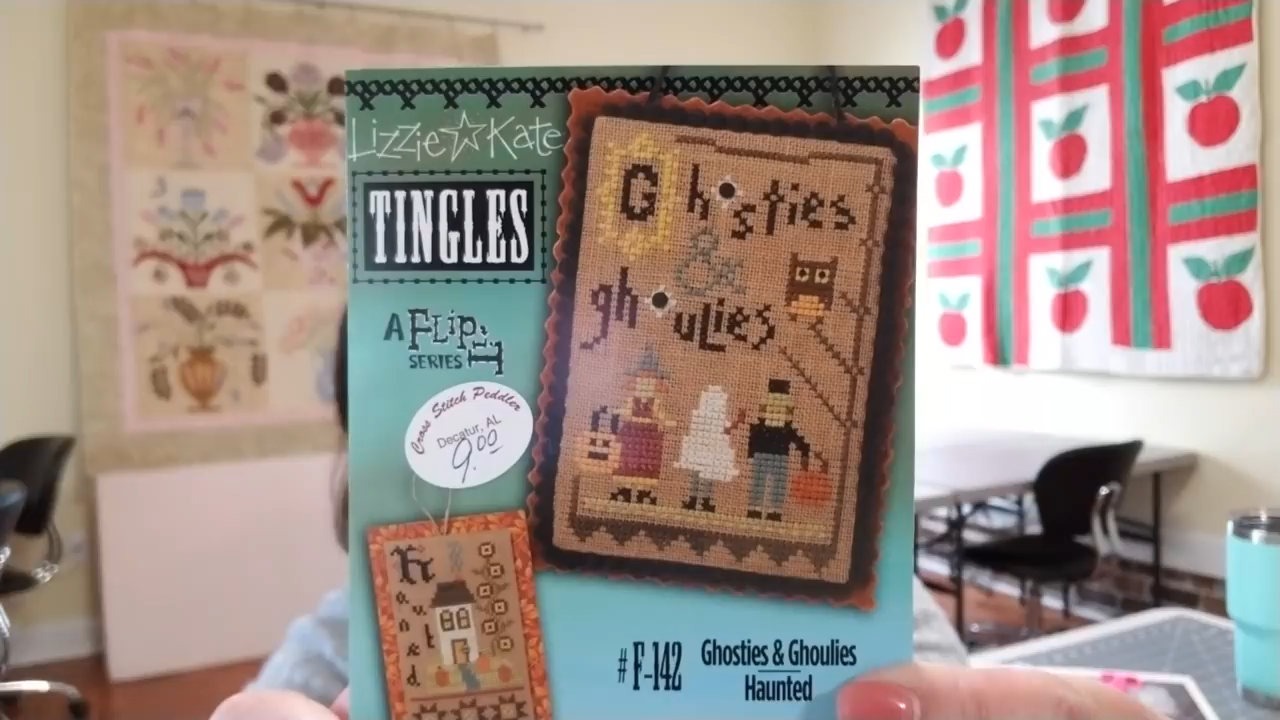 Lizzie Kate
TINGLES
A Flip-It
SERIES
Cross Stitch Peddler
Decatur, AL
9.00
Ghosties
&
ghoulies
Haunted
#F-142
Ghosties & Ghoulies
Haunted